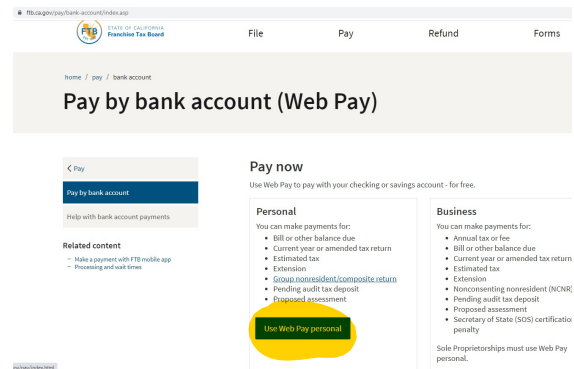 ftb.ca.gov/pay/bank-account/index.asp
FTB
STATE OF CALIFORNIA
Franchise Tax Board
File Pay Refund Forms
home / pay / bank account
Pay by bank account (Web Pay)
Pay
Pay by bank account
Help with bank account payments
Related content
– Make a payment with FTB mobile app
– Processing and wait times
Pay now
Use Web Pay to pay with your checking or savings account - for free.
Personal
You can make payments for:
• Bill or other balance due
• Current year or amended tax return
• Estimated tax
• Extension
• Group nonresident/composite return
• Pending audit tax deposit
• Proposed assessment
Use Web Pay personal
Business
You can make payments for:
• Annual tax or fee
• Bill or other balance due
• Current year or amended tax return
• Estimated tax
• Extension
• Nonconsenting nonresident (NCNR)
• Pending audit tax deposit
• Proposed assessment
• Secretary of State (SOS) certification
penalty
Sole Proprietorships must use Web Pay
personal.